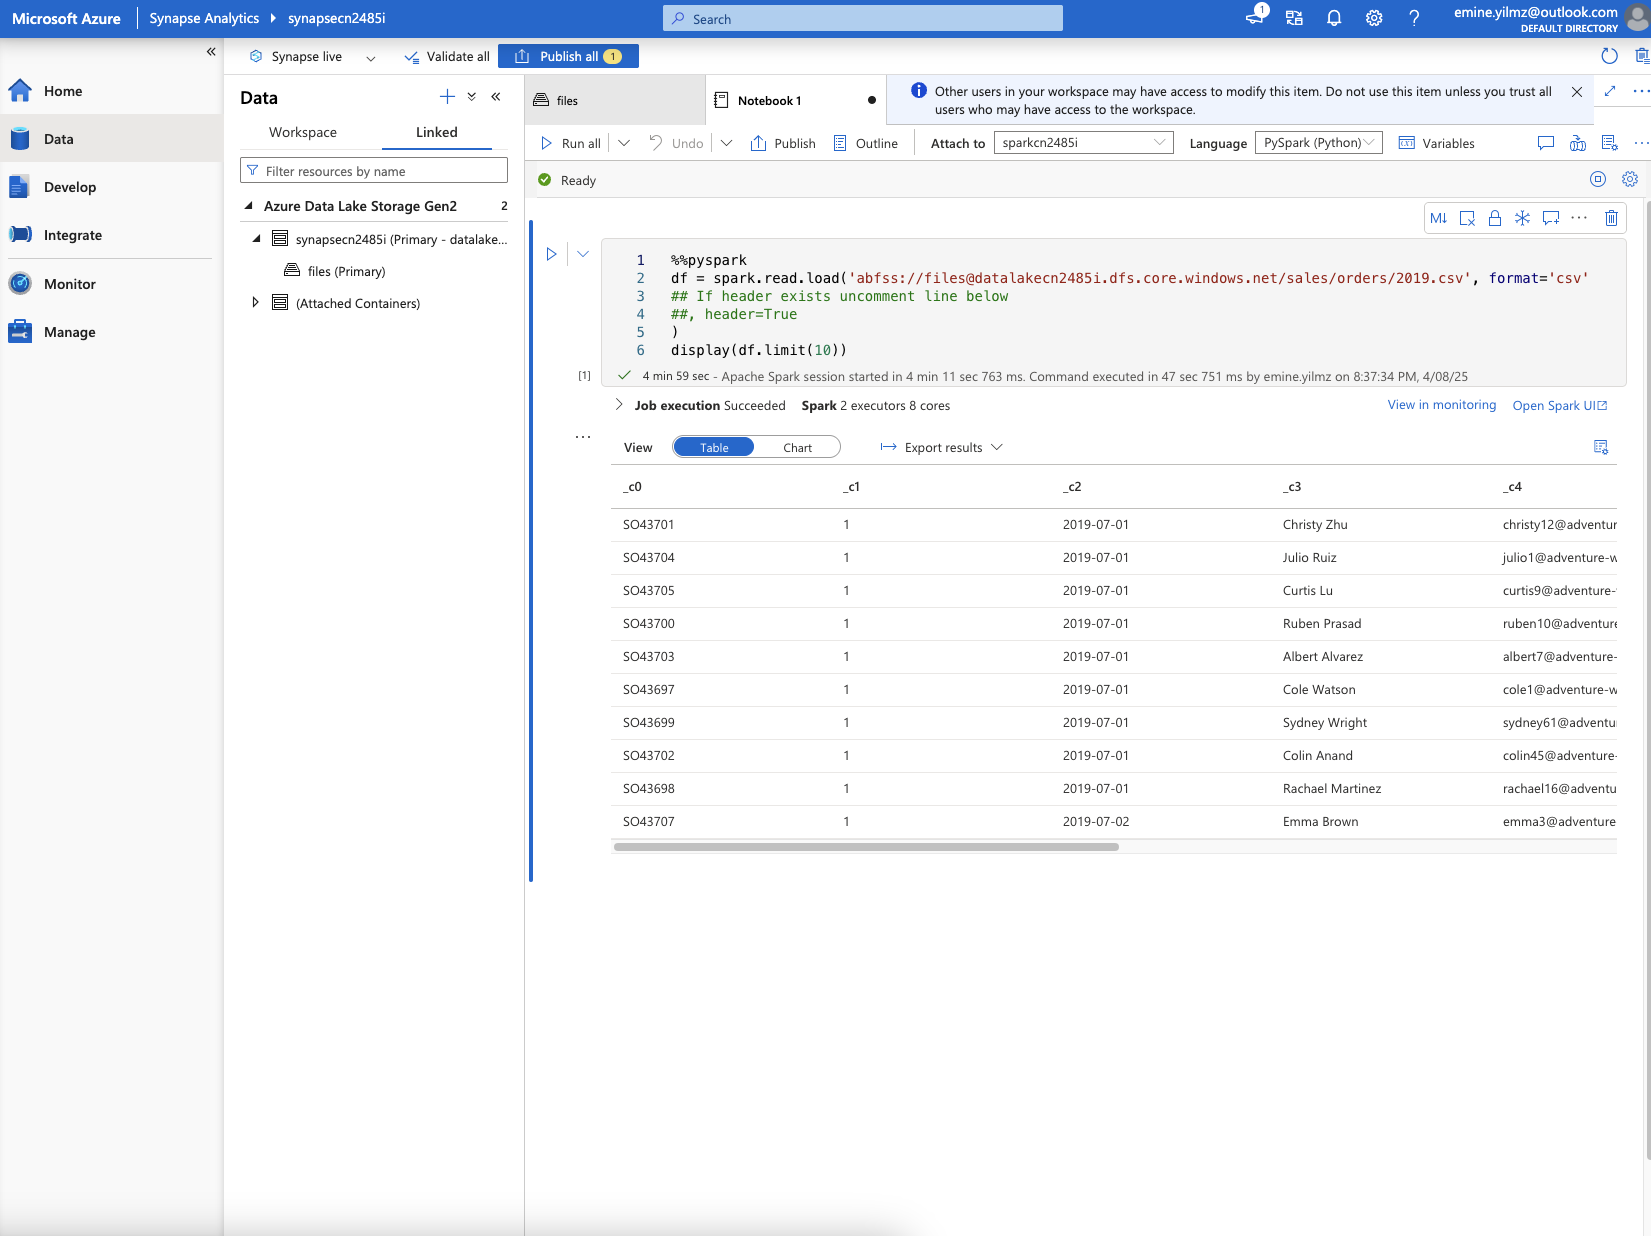 Microsoft Azure Synapse Analytics synapsecn2485i Search 1 emine.yilmz@outlook.com
DEFAULT DIRECTORY
Synapse live Validate all Publish all 1
Home
Data
Develop
Integrate
Monitor
Manage
Data
Workspace Linked
Filter resources by name
Azure Data Lake Storage Gen2 2
synapsecn2485i (Primary - datalake...
files (Primary)
(Attached Containers)
files Notebook 1
Other users in your workspace may have access to modify this item. Do not use this item unless you trust all
users who may have access to the workspace.
Run all Undo Publish Outline Attach to sparkcn2485i Language PySpark (Python) Variables
Ready
M↓
1 %%pyspark
2 df = spark.read.load('abfss://files@datalakecn2485i.dfs.core.windows.net/sales/orders/2019.csv', format='csv'
3 ## If header exists uncomment line below
4 ##, header=True
5 )
6 display(df.limit(10))
[1] 4 min 59 sec - Apache Spark session started in 4 min 11 sec 763 ms. Command executed in 47 sec 751 ms by emine.yilmz on 8:37:34 PM, 4/08/25
Job execution Succeeded Spark 2 executors 8 cores View in monitoring Open Spark UI
View Table Chart Export results
_c0 _c1 _c2 _c3 _c4
SO43701 1 2019-07-01 Christy Zhu christy12@adventur
SO43704 1 2019-07-01 Julio Ruiz julio1@adventure-w
SO43705 1 2019-07-01 Curtis Lu curtis9@adventure-
SO43700 1 2019-07-01 Ruben Prasad ruben10@adventure
SO43703 1 2019-07-01 Albert Alvarez albert7@adventure-
SO43697 1 2019-07-01 Cole Watson cole1@adventure-w
SO43699 1 2019-07-01 Sydney Wright sydney61@adventu
SO43702 1 2019-07-01 Colin Anand colin45@adventure-
SO43698 1 2019-07-01 Rachael Martinez rachael16@adventu
SO43707 1 2019-07-02 Emma Brown emma3@adventure